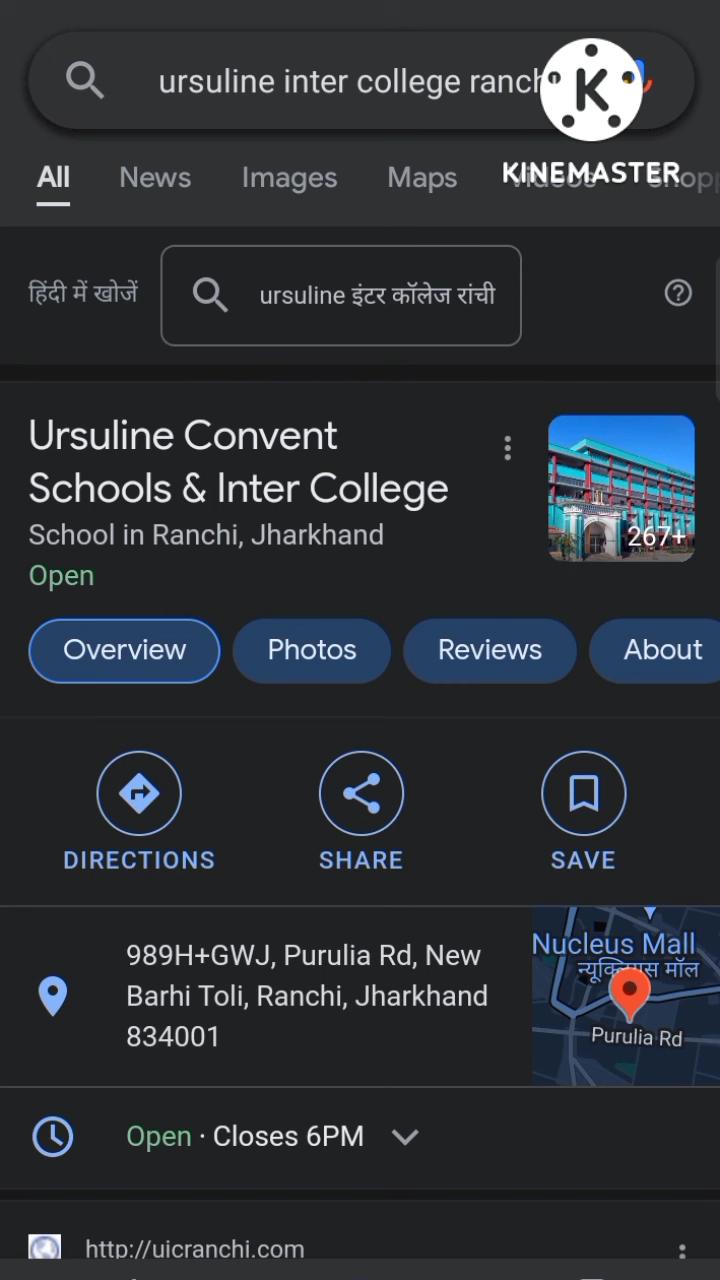 ursuline inter college ranch
K
KINEMASTER
All News Images Maps Videos Shopp
हिंदी में खोजें
ursuline इंटर कॉलेज रांची
Ursuline Convent
Schools & Inter College
School in Ranchi, Jharkhand
Open
267+
Overview Photos Reviews About
DIRECTIONS SHARE SAVE
989H+GWJ, Purulia Rd, New
Barhi Toli, Ranchi, Jharkhand
834001
Nucleus Mall
न्यूक्लियस मॉल
Purulia Rd
Open · Closes 6PM
http://uicranchi.com